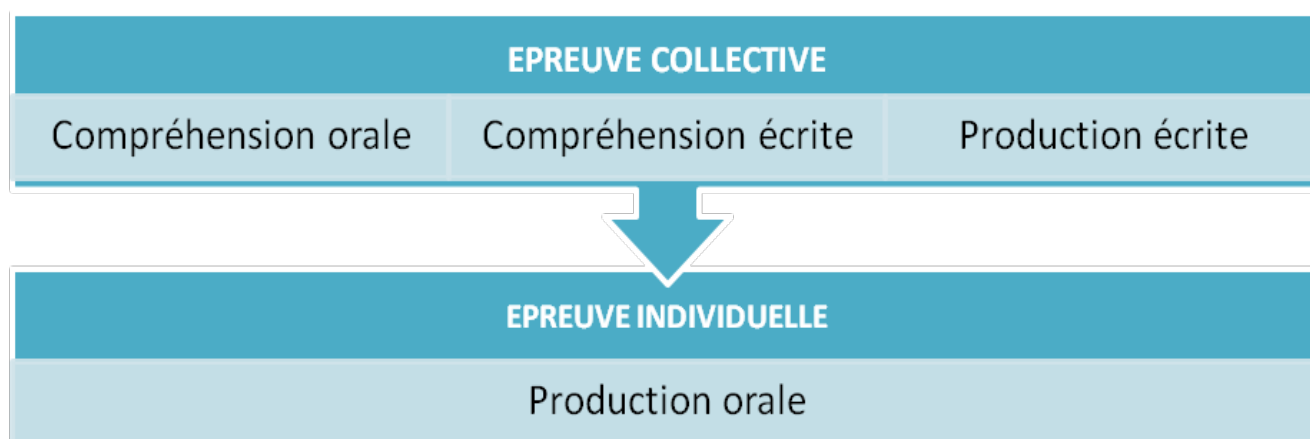 EPREUVE COLLECTIVE
Compréhension orale Compréhension écrite Production écrite
EPREUVE INDIVIDUELLE
Production orale